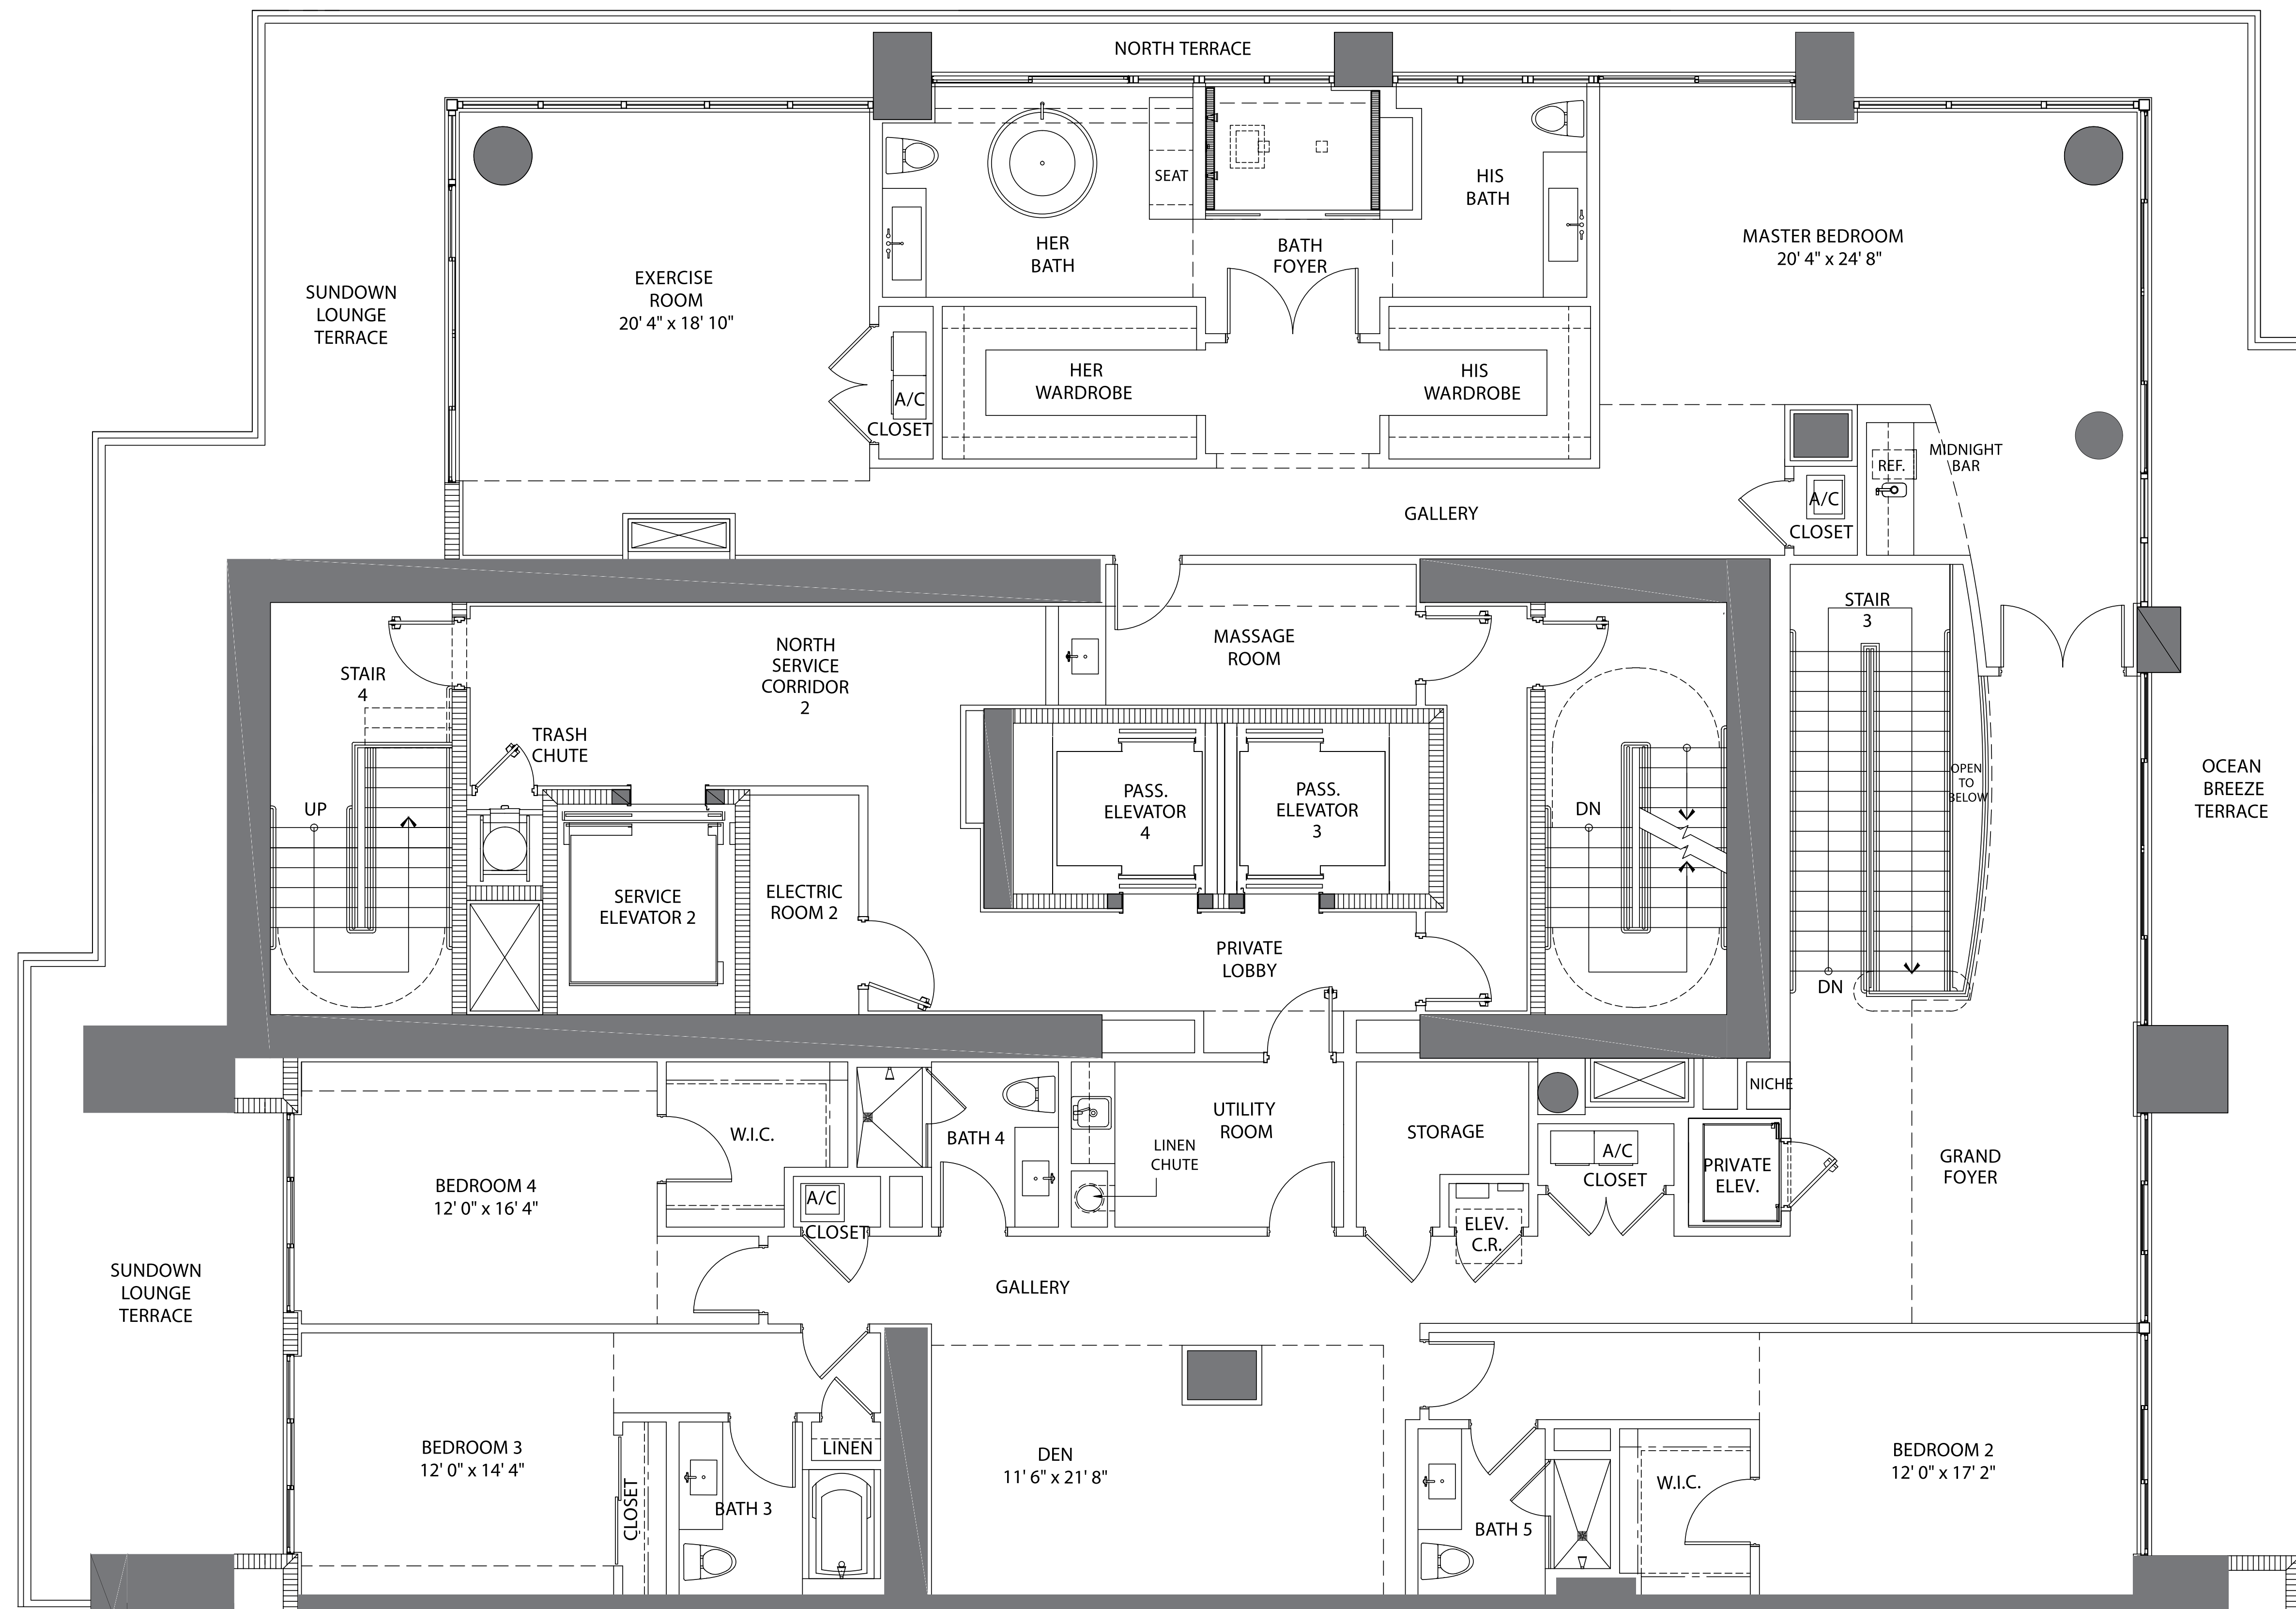 NORTH TERRACE
SEAT
HIS
BATH
HER
BATH
BATH
FOYER
MASTER BEDROOM
20' 4" x 24' 8"
EXERCISE
ROOM
20' 4" x 18' 10"
SUNDOWN
LOUNGE
TERRACE
HER
WARDROBE
HIS
WARDROBE
A/C
CLOSET
MIDNIGHT
BAR
REF.
A/C
CLOSET
GALLERY
STAIR
3
MASSAGE
ROOM
NORTH
SERVICE
CORRIDOR
2
STAIR
4
TRASH
CHUTE
OPEN
TO
BELOW
OCEAN
BREEZE
TERRACE
PASS.
ELEVATOR
4
PASS.
ELEVATOR
3
UP
DN
SERVICE
ELEVATOR 2
ELECTRIC
ROOM 2
PRIVATE
LOBBY
DN
NICHE
UTILITY
ROOM
STORAGE
W.I.C.
BATH 4
LINEN
CHUTE
A/C
CLOSET
PRIVATE
ELEV.
GRAND
FOYER
BEDROOM 4
12' 0" x 16' 4"
A/C
CLOSET
ELEV.
C.R.
SUNDOWN
LOUNGE
TERRACE
GALLERY
BEDROOM 3
12' 0" x 14' 4"
LINEN
CLOSET
BATH 3
DEN
11' 6" x 21' 8"
BEDROOM 2
12' 0" x 17' 2"
W.I.C.
BATH 5